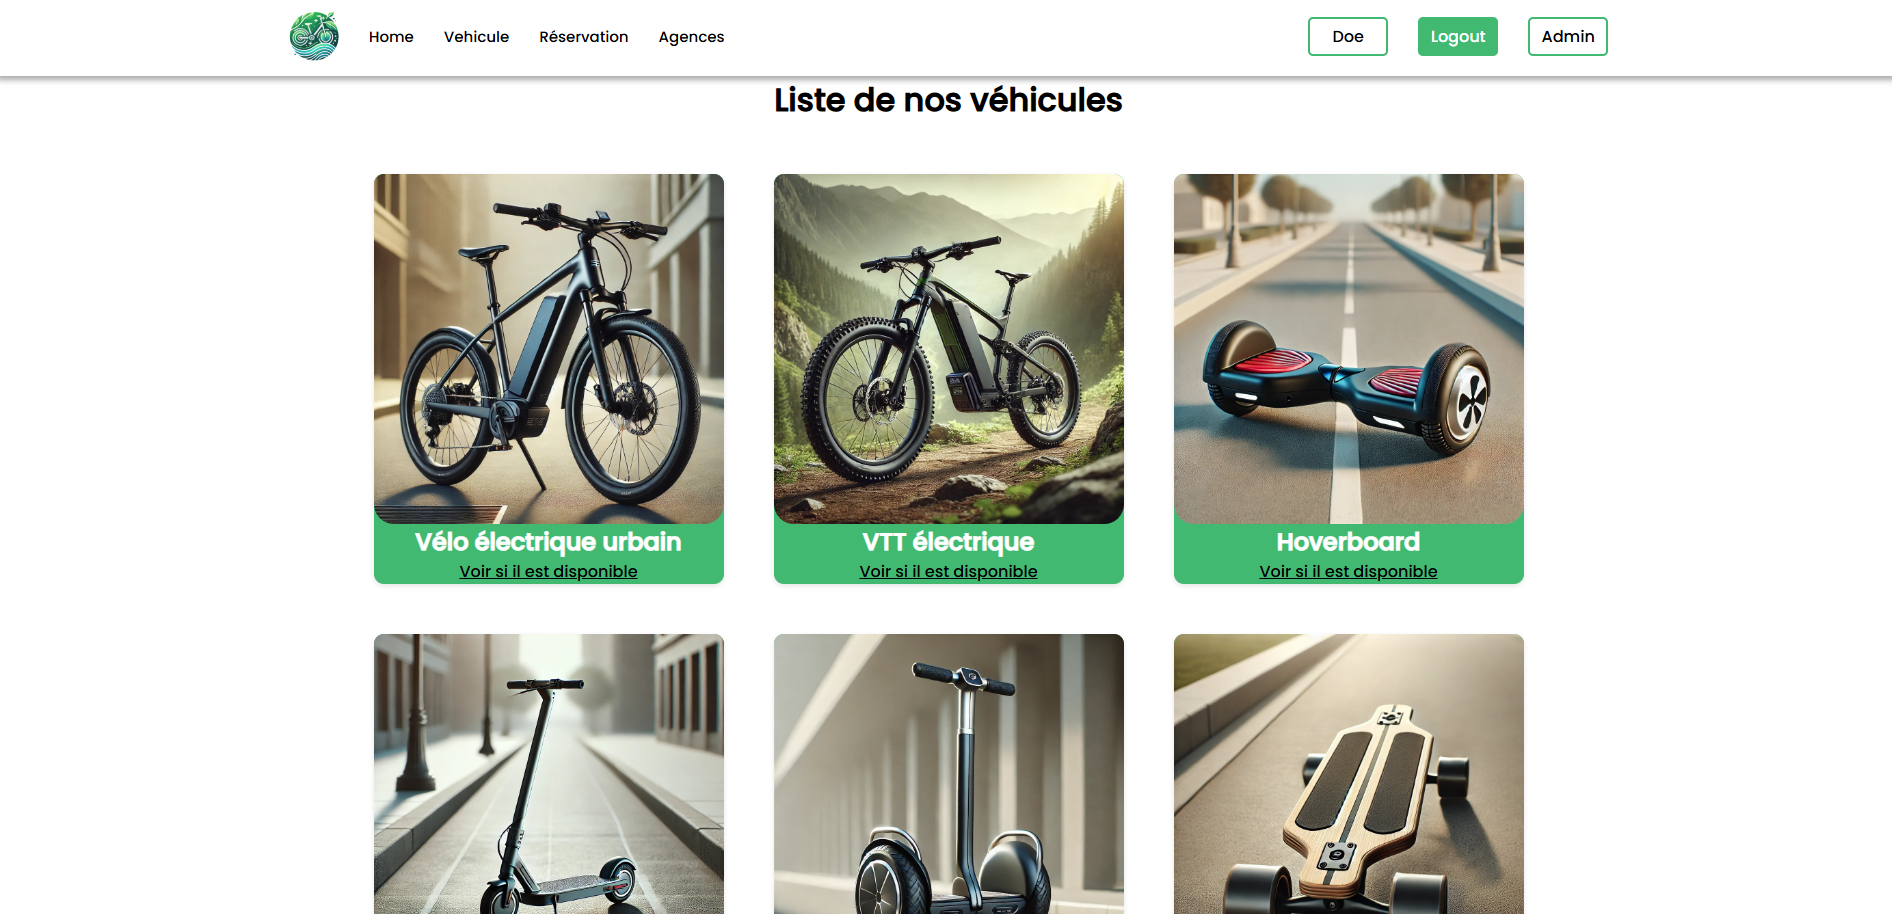 Home Vehicule Réservation Agences Doe Logout Admin
Liste de nos véhicules
Vélo électrique urbain
Voir si il est disponible
VTT électrique
Voir si il est disponible
Hoverboard
Voir si il est disponible